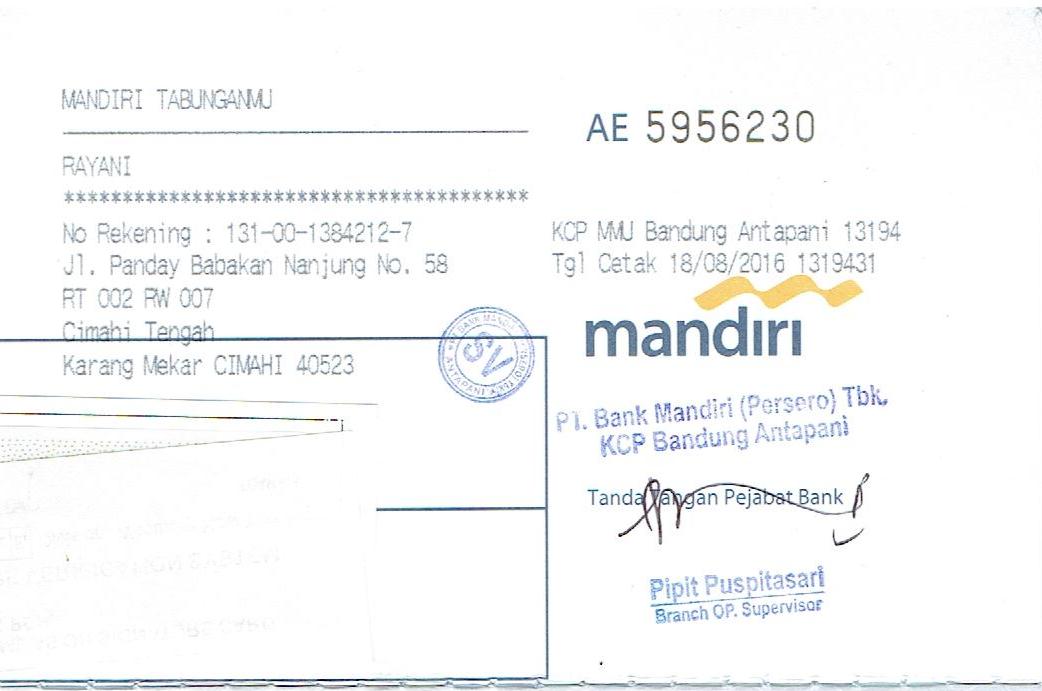 MANDIRI TABUNGANMU
RAYANI
****************************************
No Rekening : 131-00-1384212-7
Jl. Panday Babakan Nanjung No. 58
RT 002 RW 007
Cimahi Tengah
Karang Mekar CIMAHI 40523
AE 5956230
KCP MMU Bandung Antapani 13194
Tgl Cetak 18/08/2016 1319431
mandiri
PT. Bank Mandiri (Persero) Tbk.
KCP Bandung Antapani
Tanda Tangan Pejabat Bank
Pipit Puspitasari
Branch OP. Supervisor
BANK MANDIRI
SV
ANTAPANI